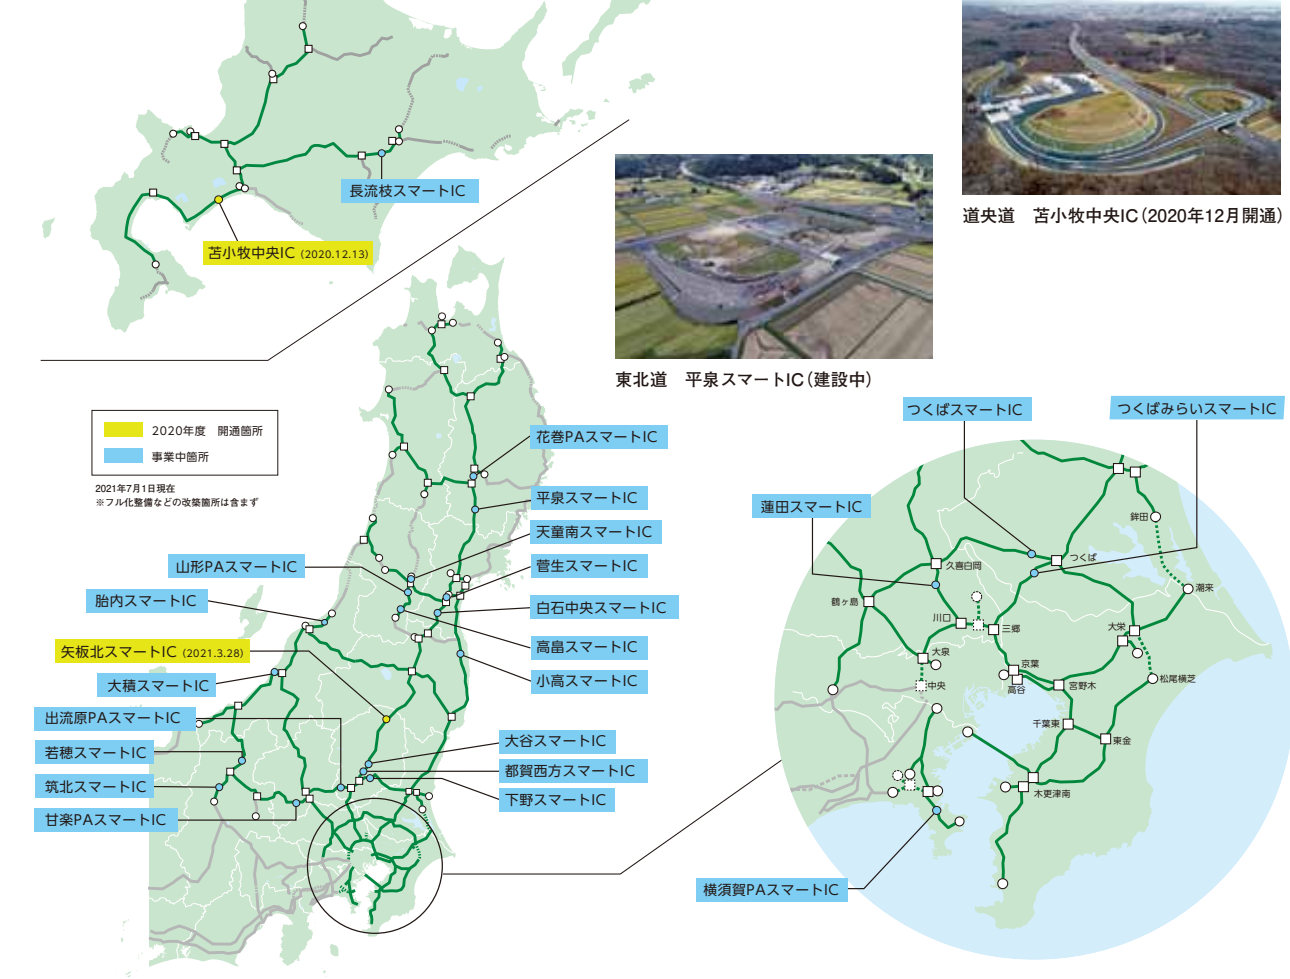 道央道　苫小牧中央IC（2020年12月開通）
長流枝スマートIC
苫小牧中央IC (2020.12.13)
東北道　平泉スマートIC（建設中）
2020年度　開通箇所
事業中箇所
2021年7月1日現在
※フル化整備などの改築箇所は含まず
花巻PAスマートIC
平泉スマートIC
天童南スマートIC
山形PAスマートIC
菅生スマートIC
胎内スマートIC
白石中央スマートIC
矢板北スマートIC (2021.3.28)
高畠スマートIC
大積スマートIC
小高スマートIC
出流原PAスマートIC
大谷スマートIC
若穂スマートIC
都賀西方スマートIC
筑北スマートIC
下野スマートIC
甘楽PAスマートIC
つくばスマートIC
つくばみらいスマートIC
蓮田スマートIC
鉾田
つくば
久喜白岡
潮来
鶴ヶ島
川口
三郷
大栄
大泉
京葉
高谷
中央
宮野木
松尾横芝
千葉東
東金
木更津南
横須賀PAスマートIC